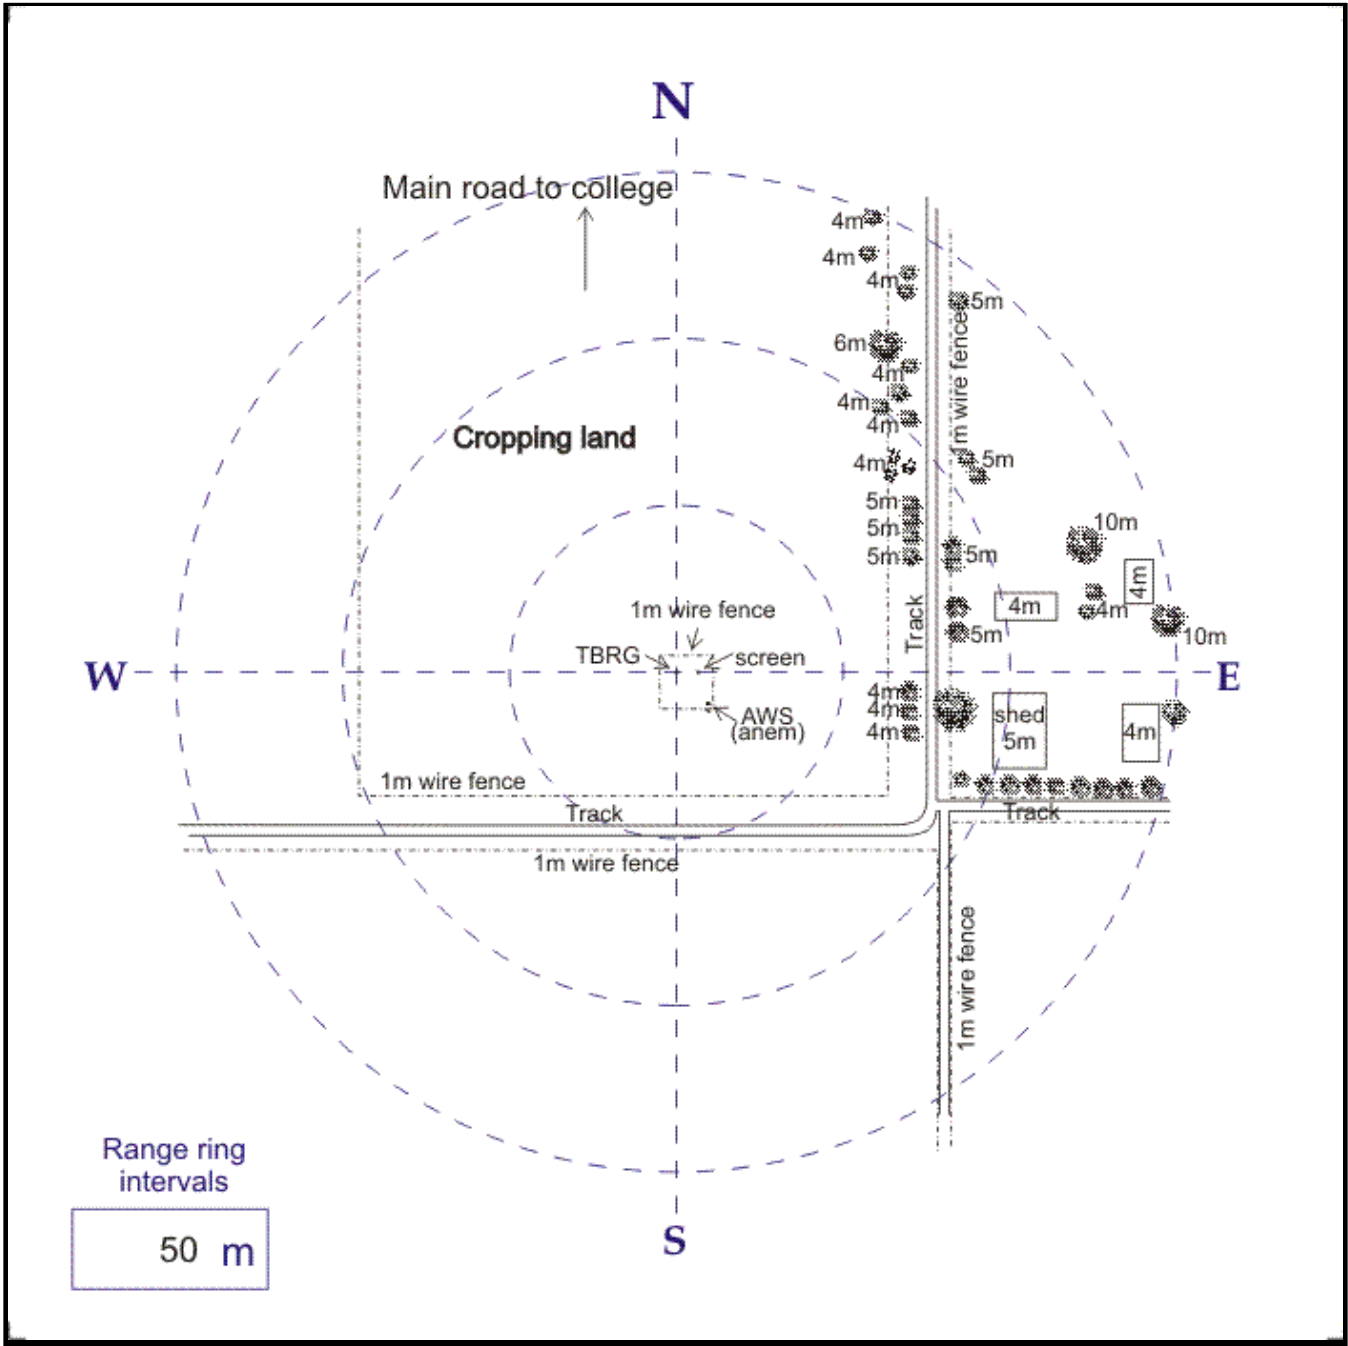 N
Main road to college
4m
4m
4m
5m
6m
4m
1m wire fence
4m
4m
Cropping land
4m
5m
5m
10m
5m
5m
5m
4m
4m
4m
1m wire fence
Track
5m
10m
TBRG
screen
W
E
4m
4m
AWS
(anem)
4m
shed
5m
4m
1m wire fence
Track
Track
1m wire fence
1m wire fence
Range ring
intervals
50 m
S